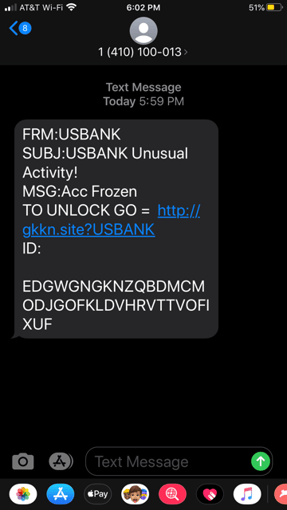 AT&T Wi-Fi 6:02 PM 51%
8
1 (410) 100-013
Text Message
Today 5:59 PM
FRM:USBANK
SUBJ:USBANK Unusual
Activity!
MSG:Acc Frozen
TO UNLOCK GO = http://
gkkn.site?USBANK
ID:
EDGWGNGKNZQBDMCM
ODJGOFKLDVHRVTTVOFI
XUF
Text Message
Pay